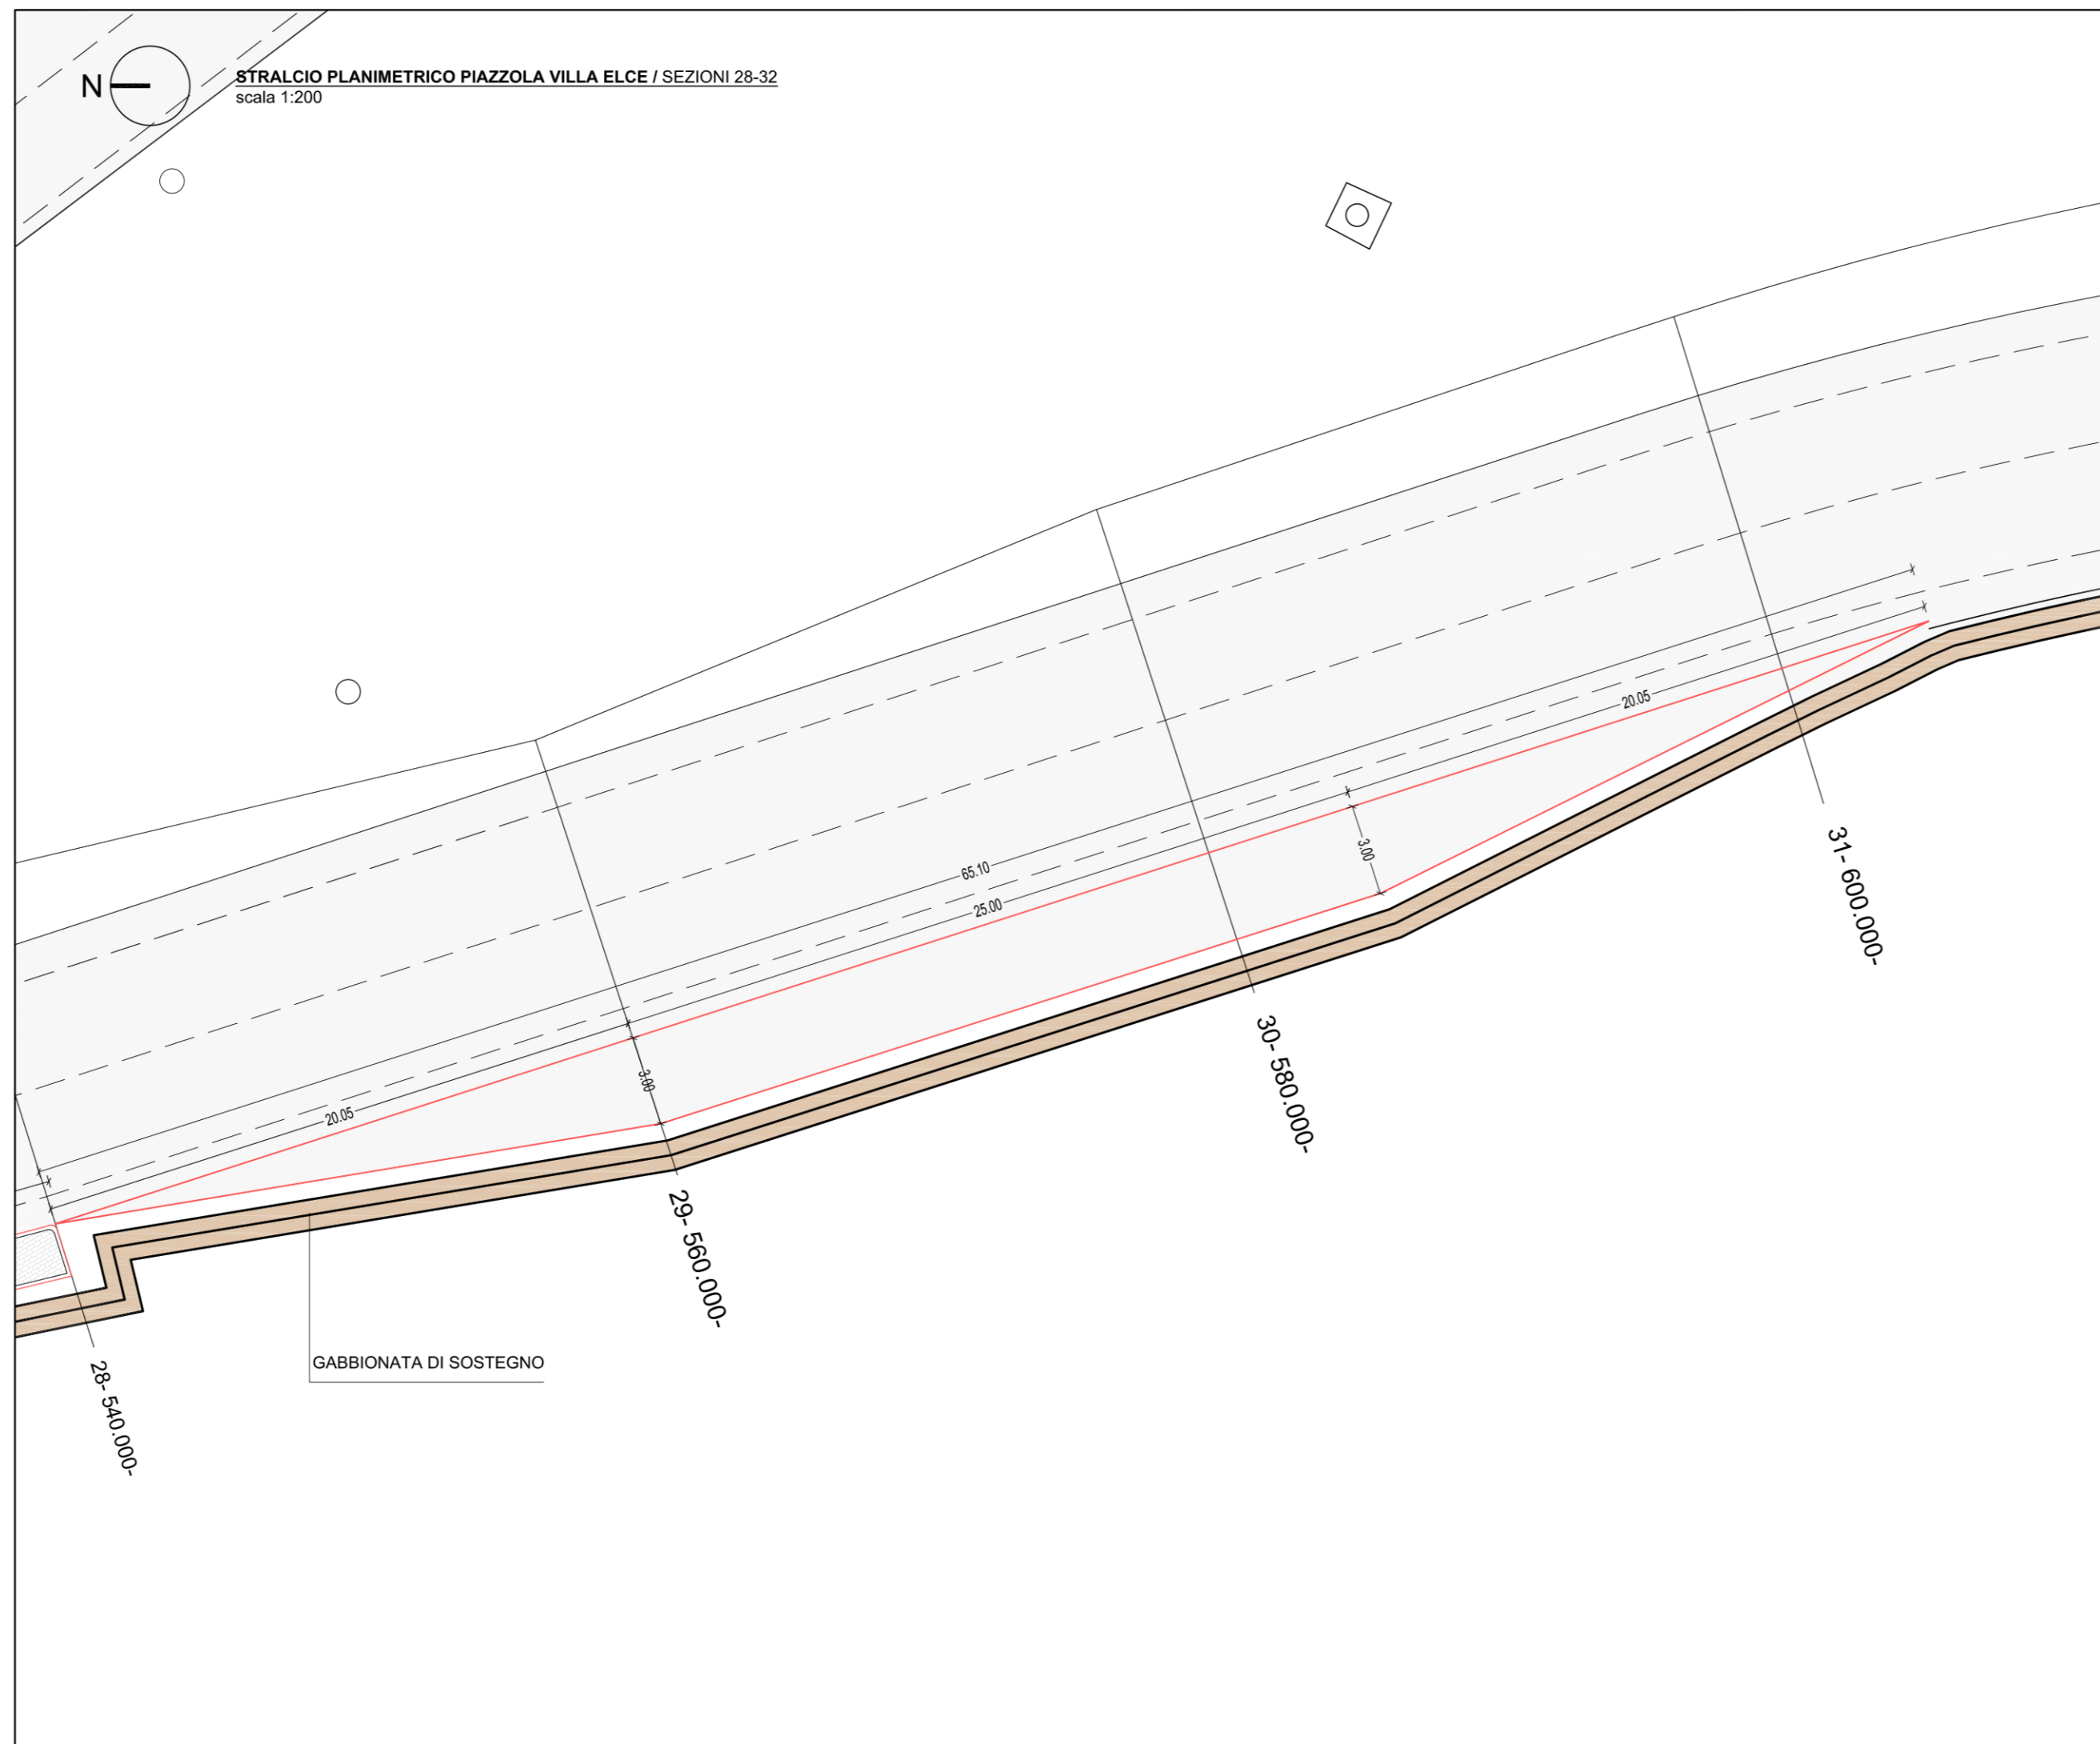 N
STRALCIO PLANIMETRICO PIAZZOLA VILLA ELCE / SEZIONI 28-32
scala 1:200
20.05
65.10
25.00
3.00
31- 600.000-
3.00
20.05
30- 580.000-
29- 560.000-
GABBIONATA DI SOSTEGNO
28- 540.000-